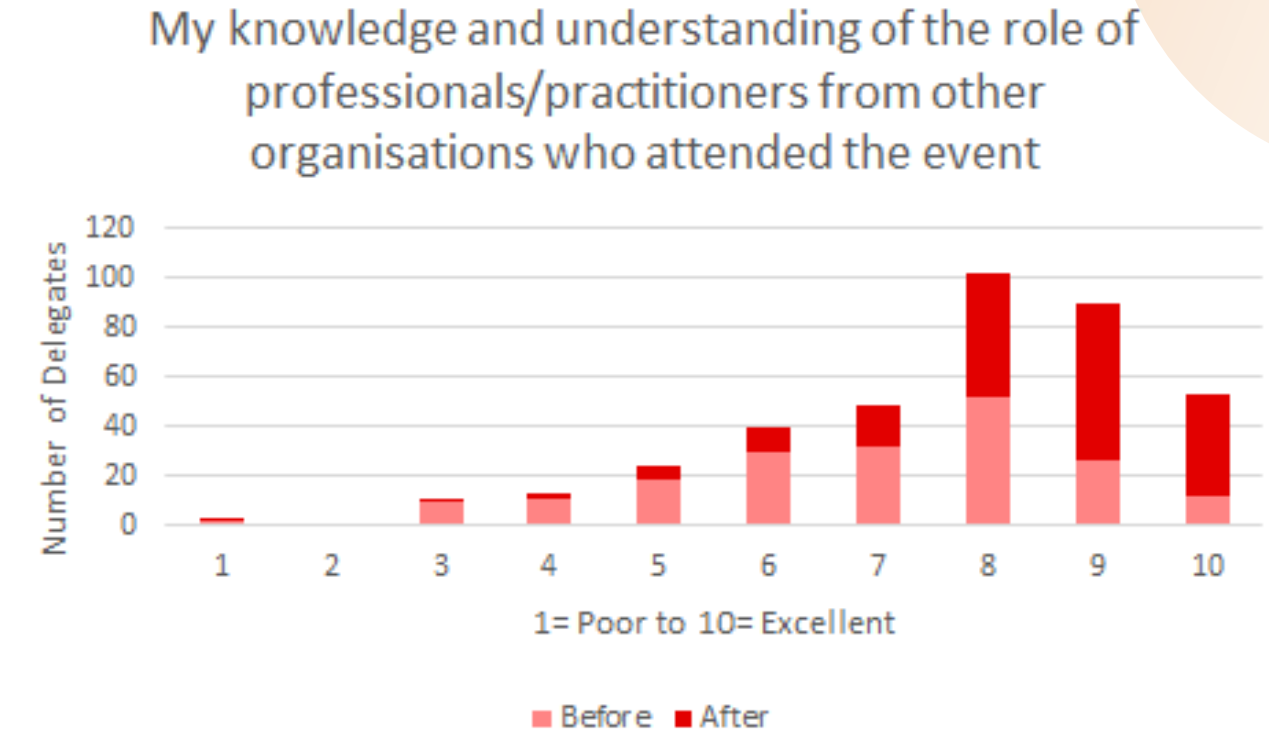 My knowledge and understanding of the role of
professionals/practitioners from other
organisations who attended the event
120
100
80
60
40
20
0
Number of Delegates
1 2 3 4 5 6 7 8 9 10
1= Poor to 10= Excellent
Before After